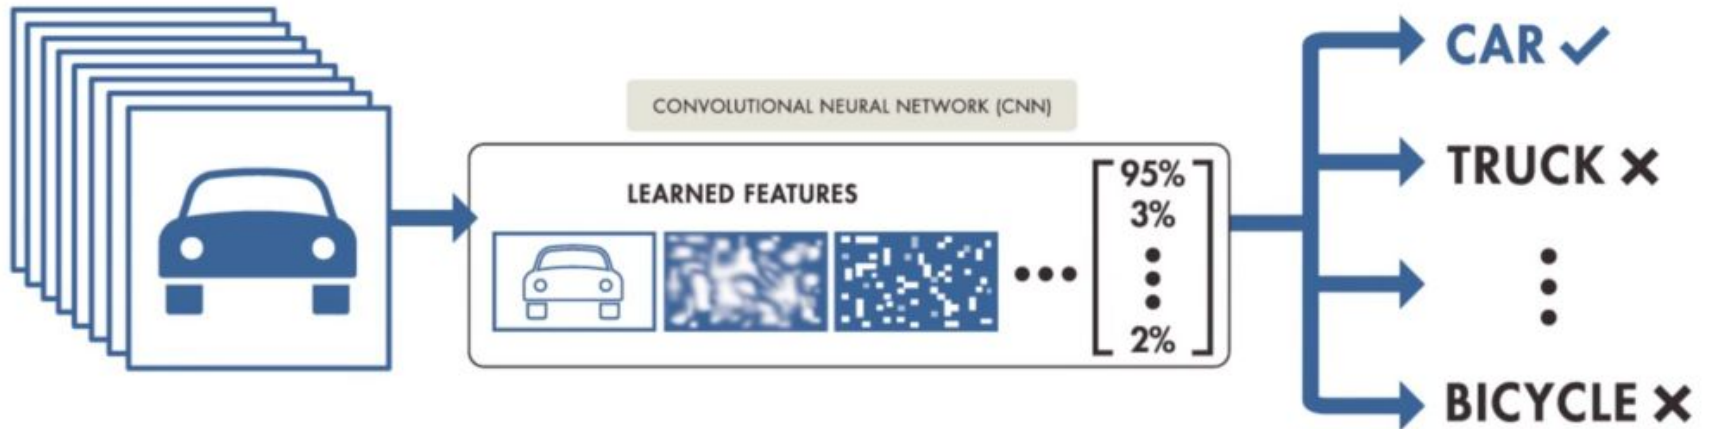 CONVOLUTIONAL NEURAL NETWORK (CNN)
LEARNED FEATURES
95%
3%
2%
CAR
TRUCK
BICYCLE